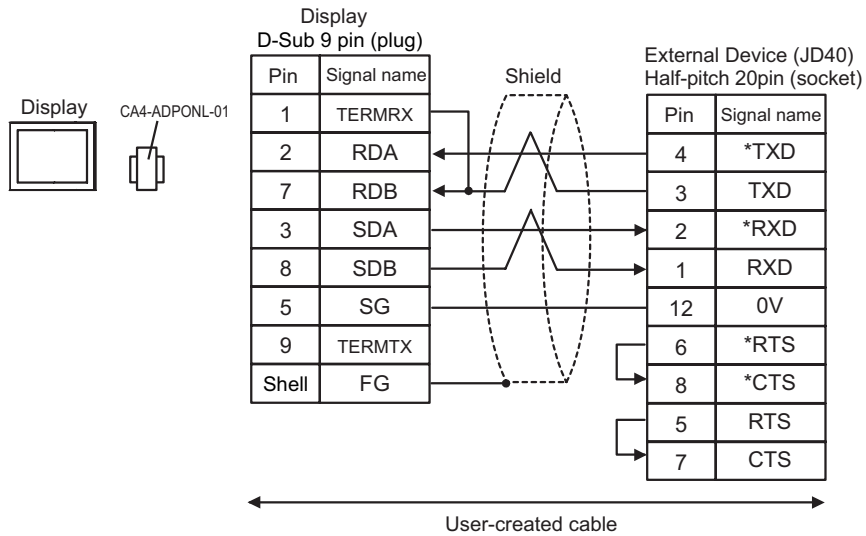 Display
D-Sub 9 pin (plug)
Pin Signal name
1 TERMRX
2 RDA
7 RDB
3 SDA
8 SDB
5 SG
9 TERMTX
Shell FG
Display
CA4-ADPONL-01
Shield
External Device (JD40)
Half-pitch 20pin (socket)
Pin Signal name
4 *TXD
3 TXD
2 *RXD
1 RXD
12 0V
6 *RTS
8 *CTS
5 RTS
7 CTS
User-created cable